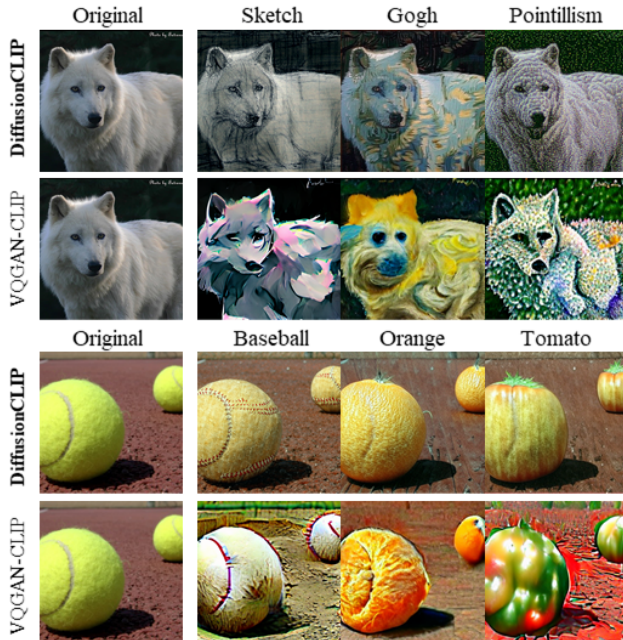 Original Sketch Gogh Pointillism
DiffusionCLIP
VQGAN-CLIP
Original Baseball Orange Tomato
DiffusionCLIP
VQGAN-CLIP